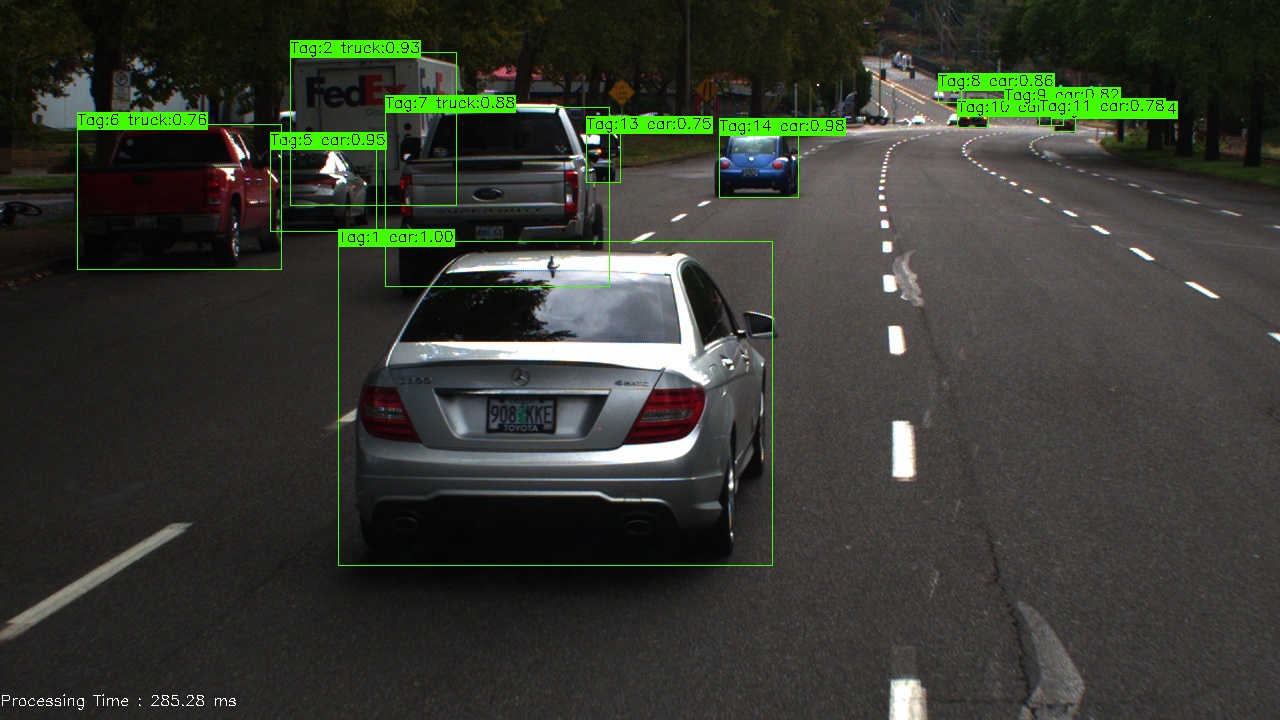 Tag:2 truck:0.93
FedEx
Tag:8 car:0.86
Tag:9 car:0.82
Tag:7 truck:0.88
Tag:10 car
Tag:11 car:0.78
4
Tag:6 truck:0.76
Tag:13 car:0.75
Tag:14 car:0.98
Tag:5 car:0.95
SUPER DUTY
Tag:1 car:1.00
C300
4MATIC
908 KKE
TOYOTA
Processing Time : 285.28 ms